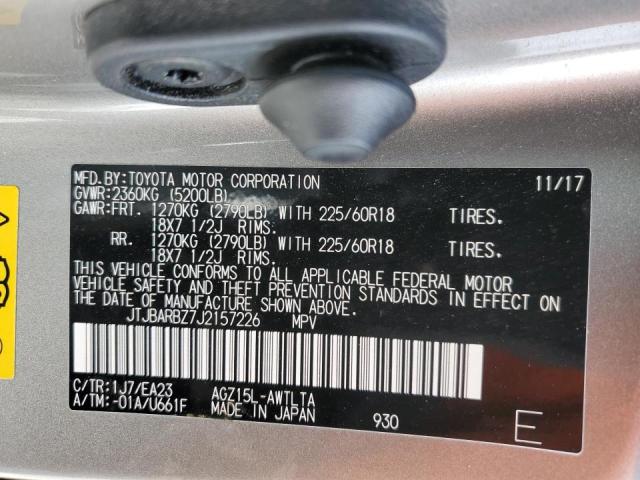 MFD.BY:TOYOTA MOTOR CORPORATION 11/17
GVWR:2360KG (5200LB)
GAWR:FRT. 1270KG (2790LB) WITH 225/60R18 TIRES.
18X7 1/2J RIMS.
RR. 1270KG (2790LB) WITH 225/60R18 TIRES.
18X7 1/2J RIMS.
THIS VEHICLE CONFORMS TO ALL APPLICABLE FEDERAL MOTOR
VEHICLE SAFETY AND THEFT PREVENTION STANDARDS IN EFFECT ON
THE DATE OF MANUFACTURE SHOWN ABOVE.
JTJBARBZ7J2157226 MPV
C/TR:1J7/EA23 AGZ15L-AWTLTA
A/TM:-01A/U661F MADE IN JAPAN 930
E